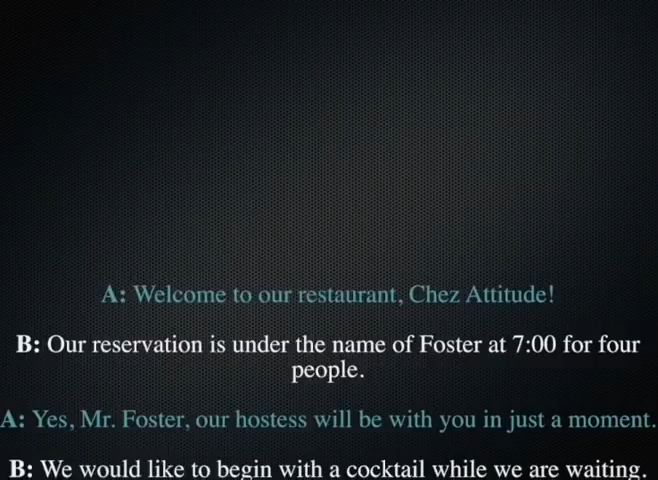 A: Welcome to our restaurant, Chez Attitude!
B: Our reservation is under the name of Foster at 7:00 for four
people.
A: Yes, Mr. Foster, our hostess will be with you in just a moment.
B: We would like to begin with a cocktail while we are waiting.